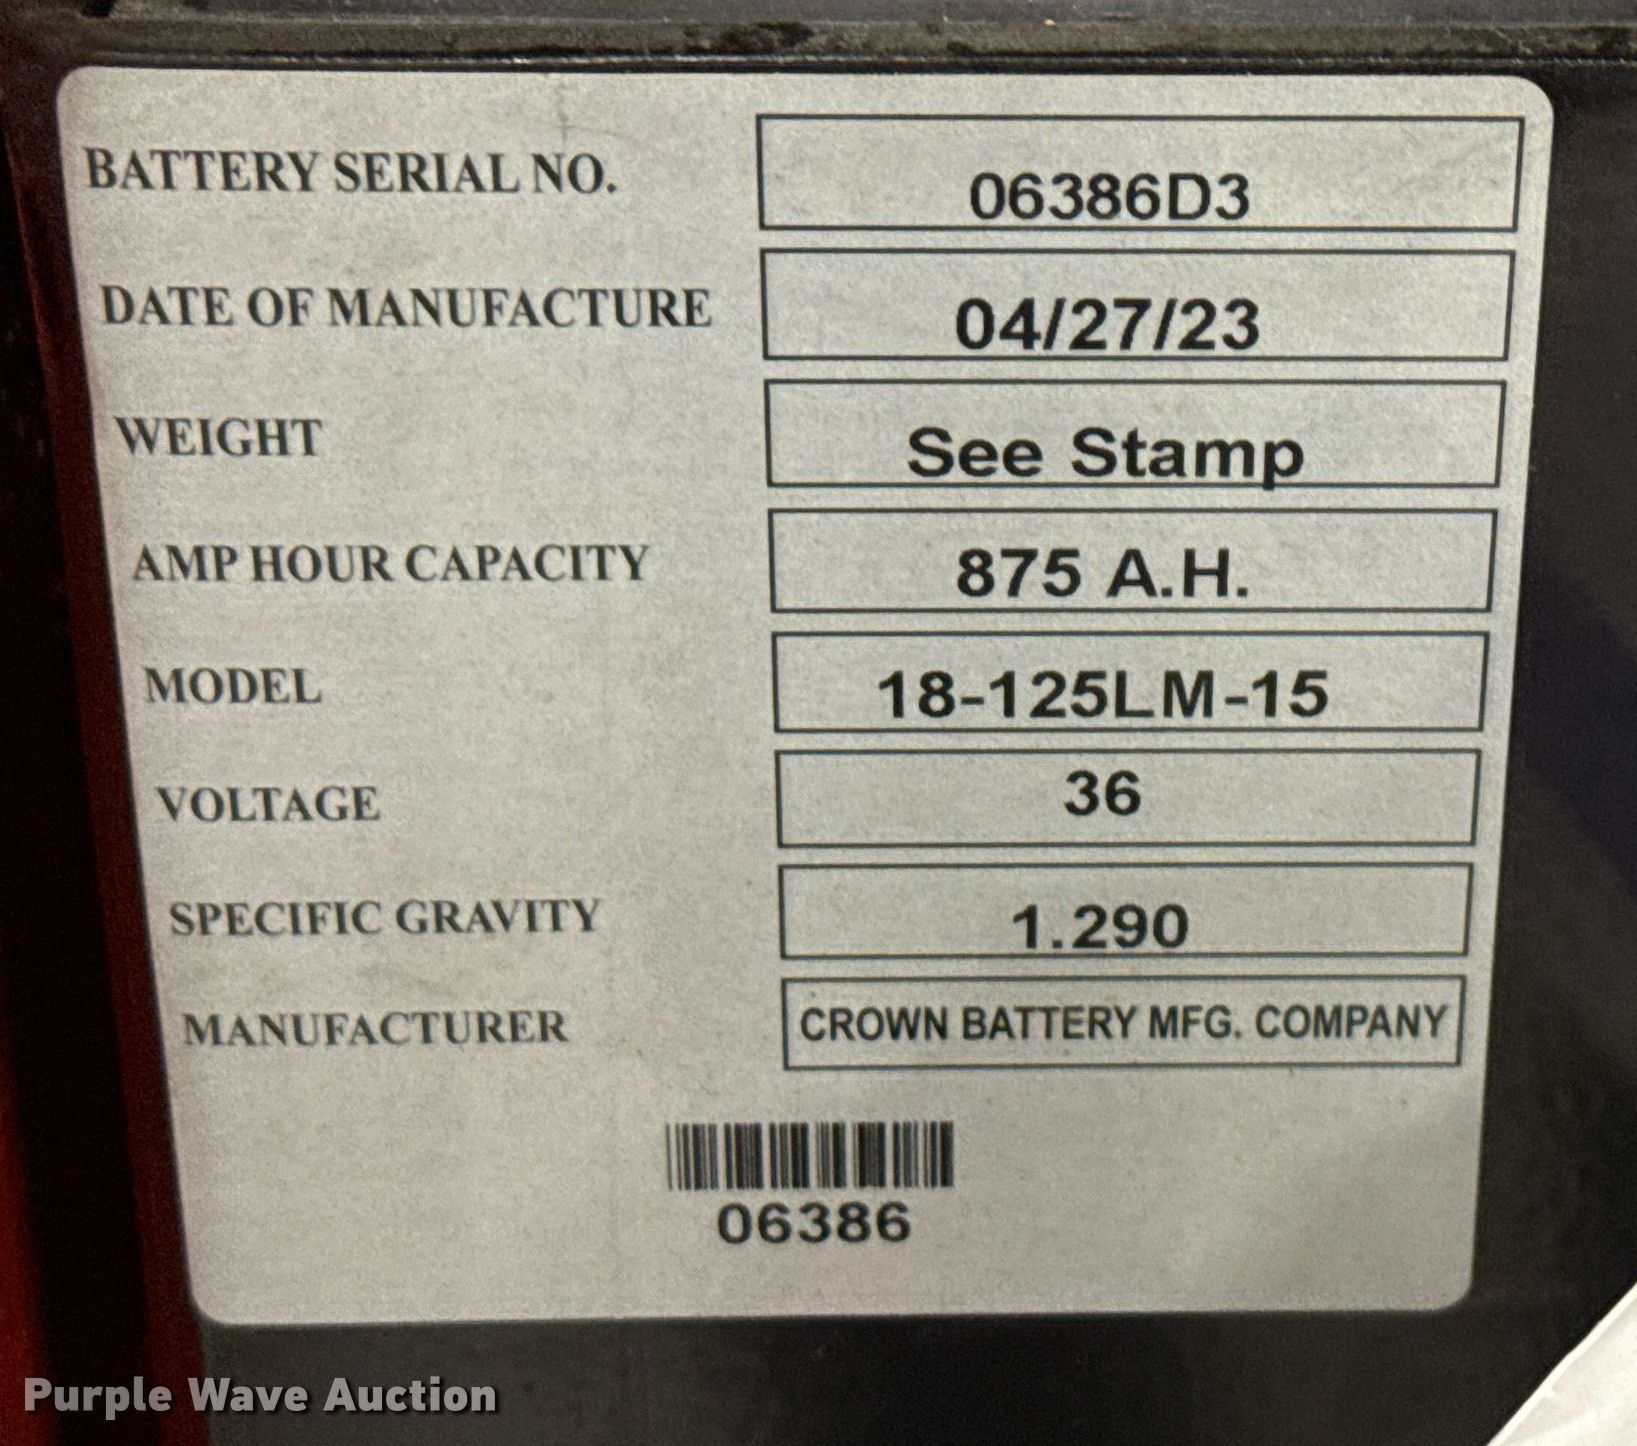 BATTERY SERIAL NO. 06386D3
DATE OF MANUFACTURE 04/27/23
WEIGHT See Stamp
AMP HOUR CAPACITY 875 A.H.
MODEL 18-125LM-15
VOLTAGE 36
SPECIFIC GRAVITY 1.290
MANUFACTURER CROWN BATTERY MFG. COMPANY
06386
Purple Wave Auction